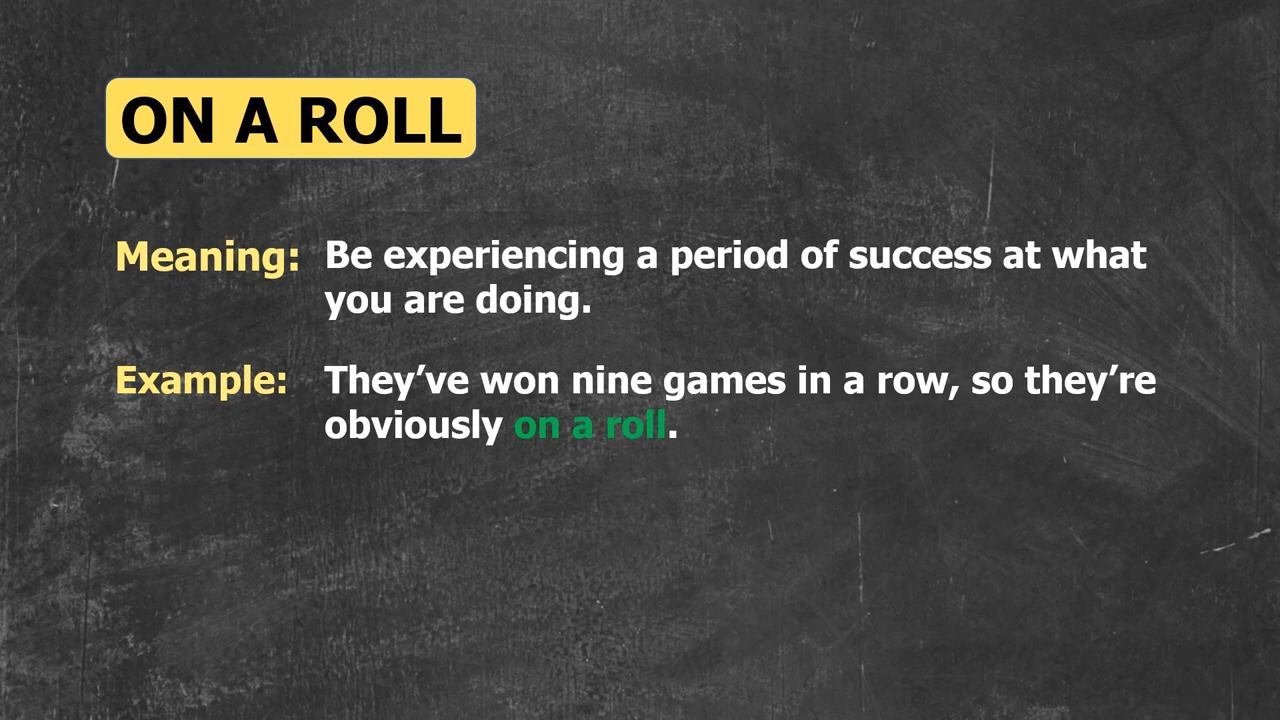 ON A ROLL
Meaning: Be experiencing a period of success at what
you are doing.
Example: They’ve won nine games in a row, so they’re
obviously on a roll.